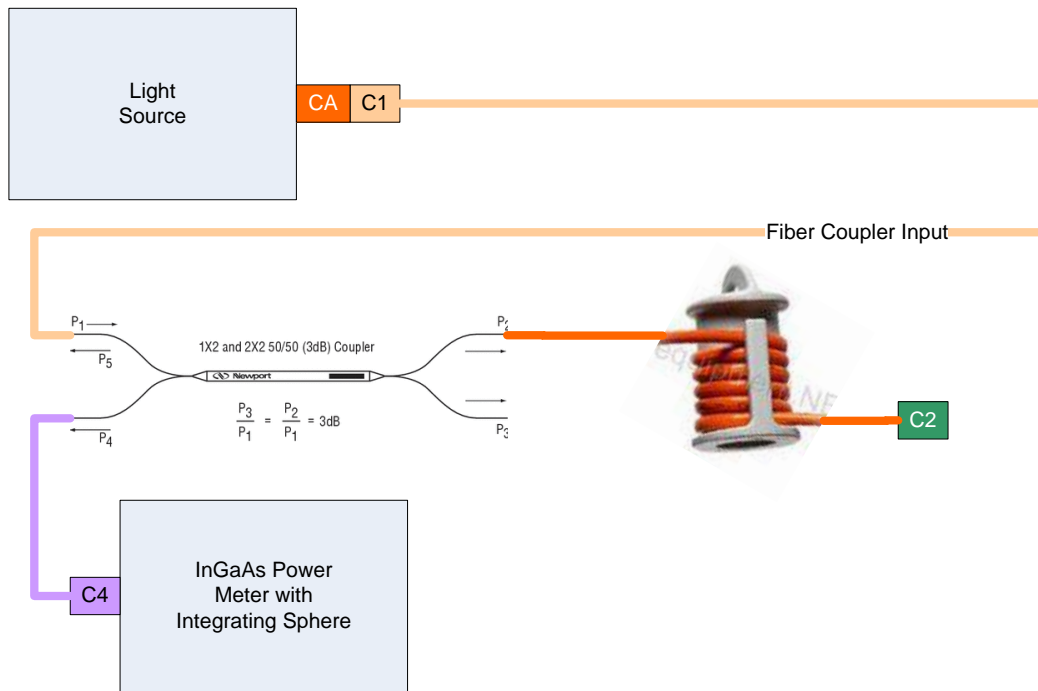 Light
Source
CA
C1
Fiber Coupler Input
P1
P5
1X2 and 2X2 50/50 (3dB) Coupler
Newport
P3
P1
=
P2
P1
= 3dB
P4
P2
P3
C2
C4
InGaAs Power
Meter with
Integrating Sphere